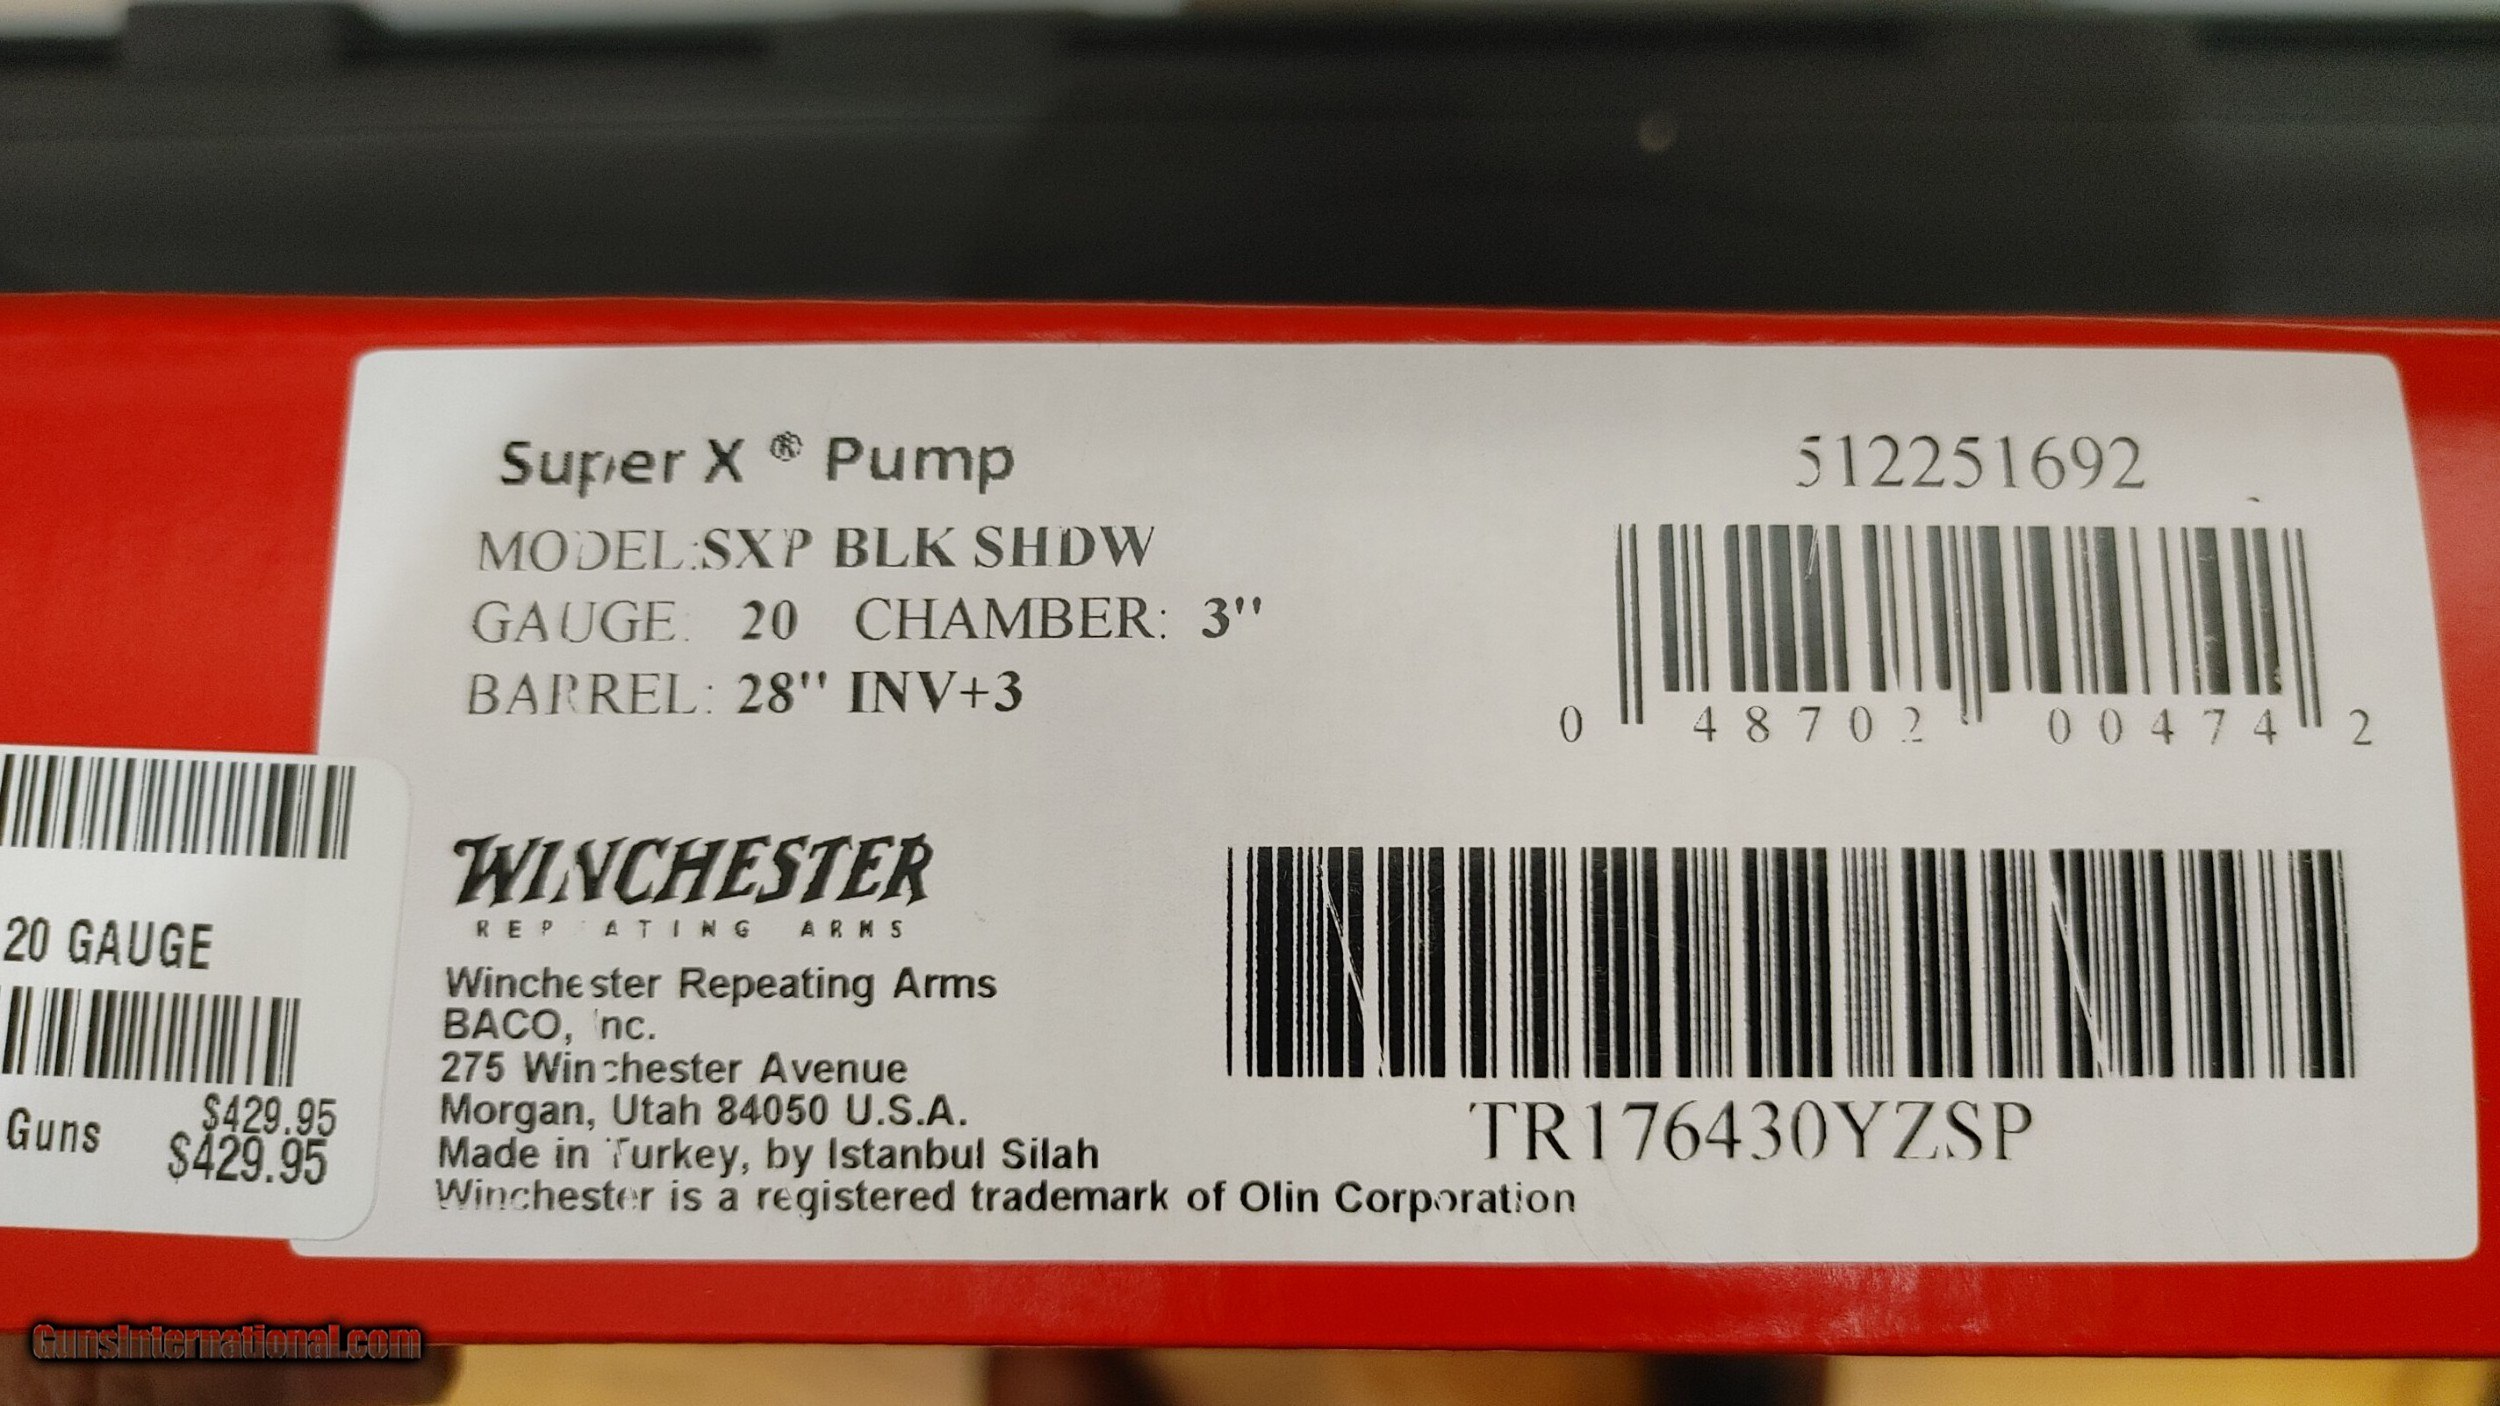 Super X ® Pump
MODEL:SXP BLK SHDW
GAUGE: 20 CHAMBER: 3"
BARREL: 28" INV+3
512251692
0 48702 00474 2
WINCHESTER
REPEATING ARMS
Winchester Repeating Arms
BACO, Inc.
275 Winchester Avenue
Morgan, Utah 84050 U.S.A.
Made in Turkey, by Istanbul Silah
Winchester is a registered trademark of Olin Corporation
TR176430YZSP
20 GAUGE
Guns $429.95
$429.95
GunsInternational.com